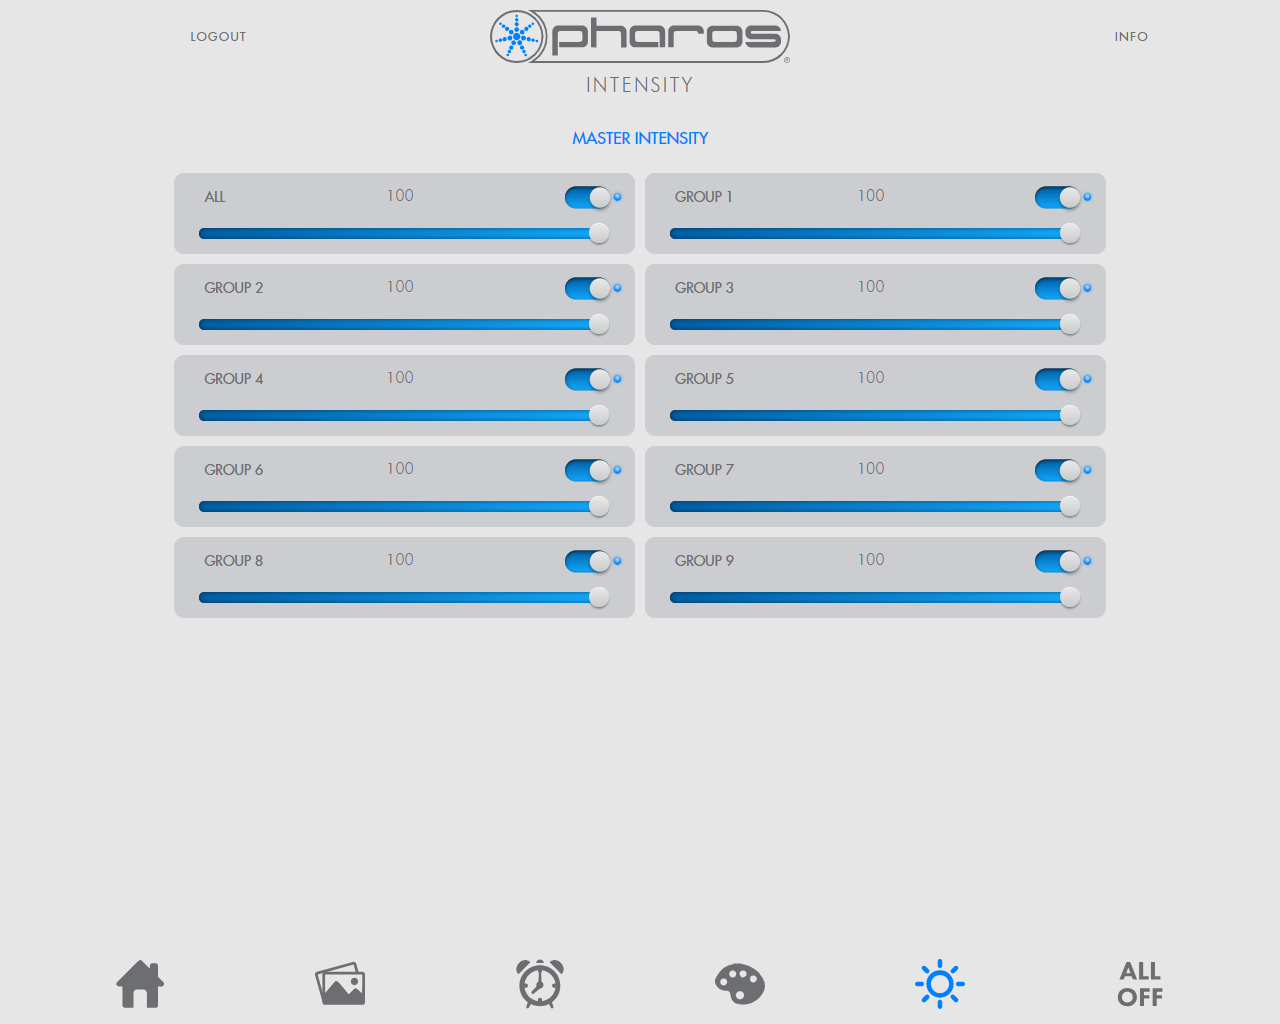 LOGOUT
pharos®
INFO
INTENSITY
MASTER INTENSITY
ALL 100
GROUP 1 100
GROUP 2 100
GROUP 3 100
GROUP 4 100
GROUP 5 100
GROUP 6 100
GROUP 7 100
GROUP 8 100
GROUP 9 100
ALL
OFF